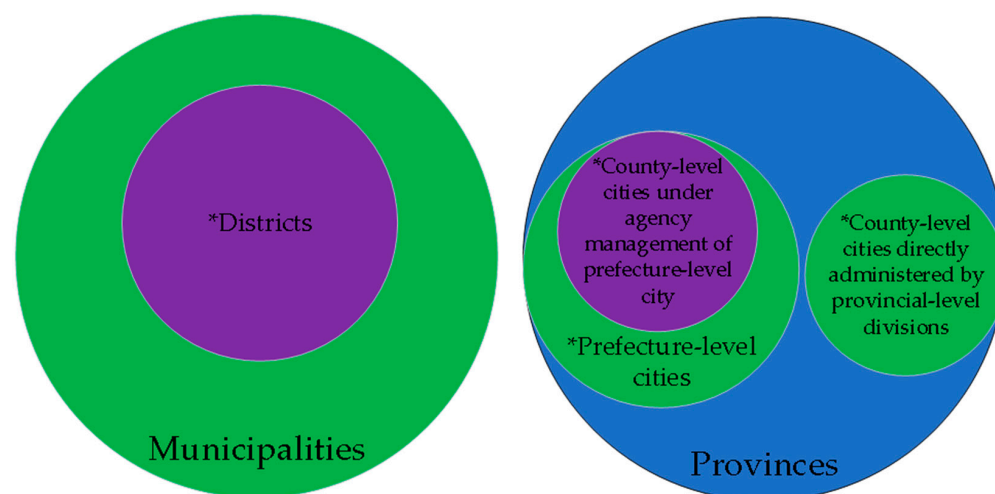 *Districts
Municipalities
*County-level
cities under
agency
management of
prefecture-level
city
*Prefecture-level
cities
*County-level
cities directly
administered by
provincial-level
divisions
Provinces